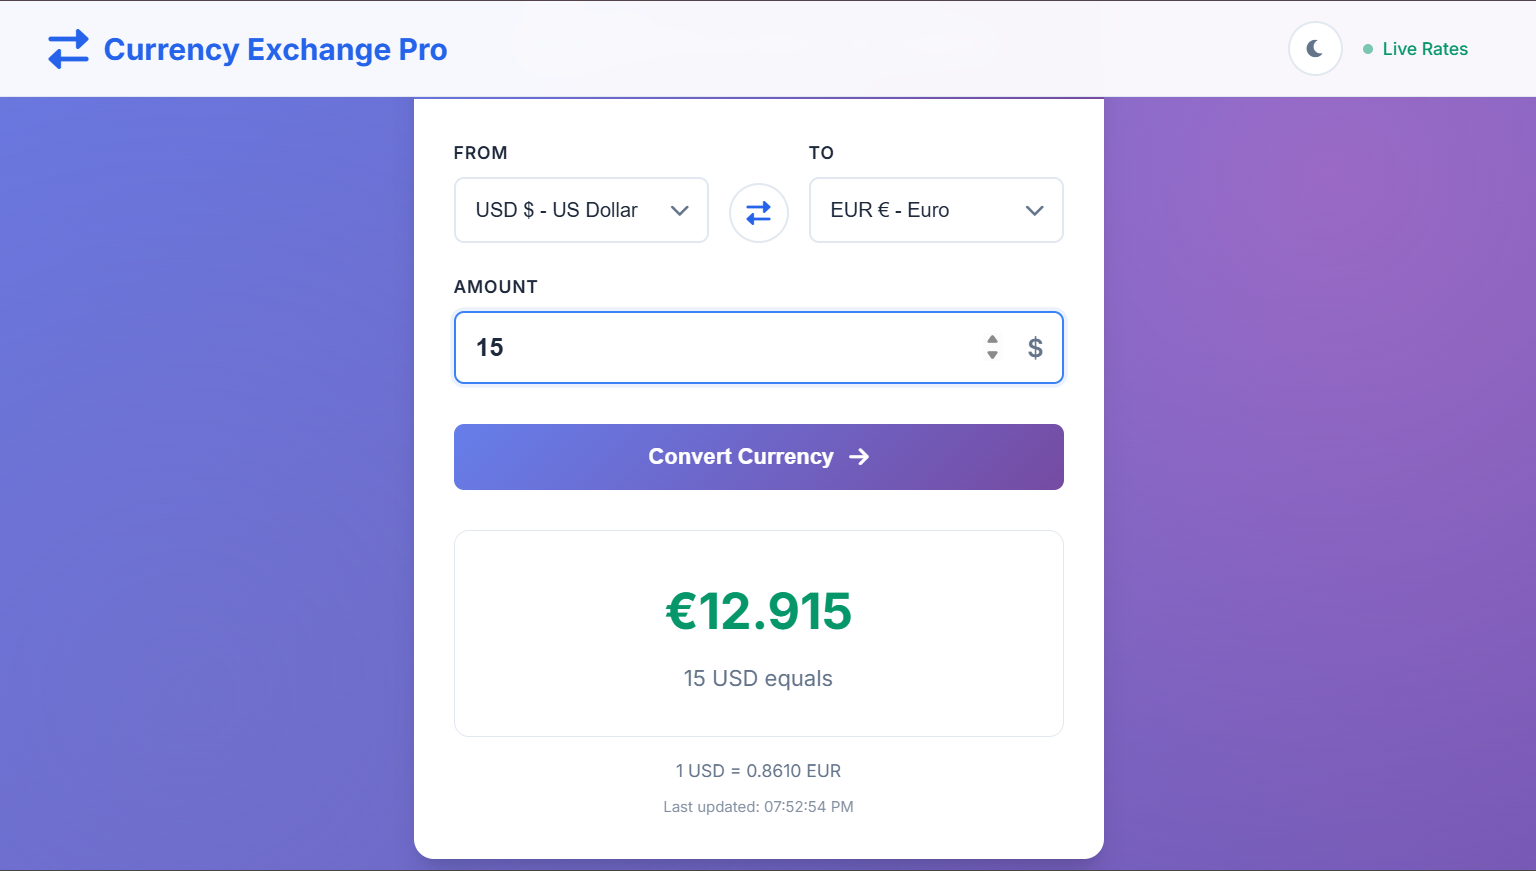 Currency Exchange Pro
Live Rates
FROM
TO
USD $ - US Dollar
EUR € - Euro
AMOUNT
15
$
Convert Currency
€12.915
15 USD equals
1 USD = 0.8610 EUR
Last updated: 07:52:54 PM